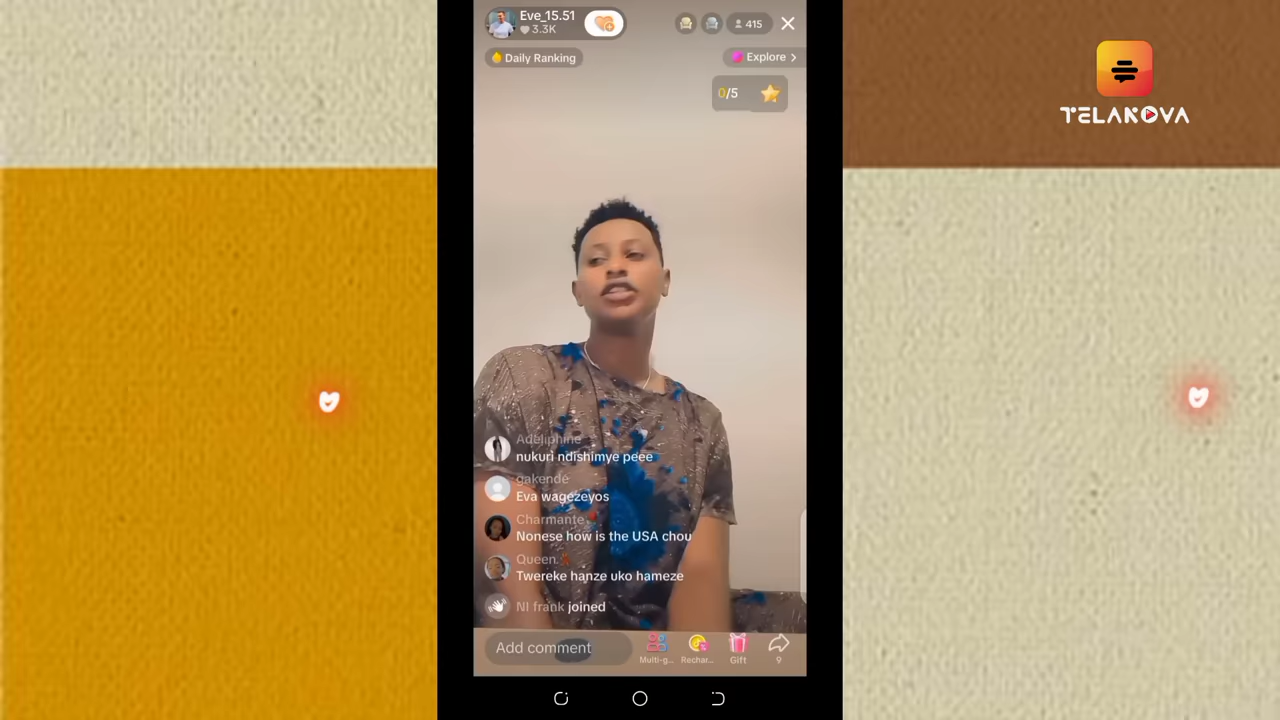 Eve_15.51
3.3K
415
Daily Ranking
Explore
0/5
TELANOVA
Adeliphine
nukuri ndishimye peee
gakende
Eva wagezeyos
Charmante
Nonese how is the USA chou
Queen
Twereke hanze uko hameze
NI frank joined
Add comment
Multi-g...
Rechar...
Gift
9